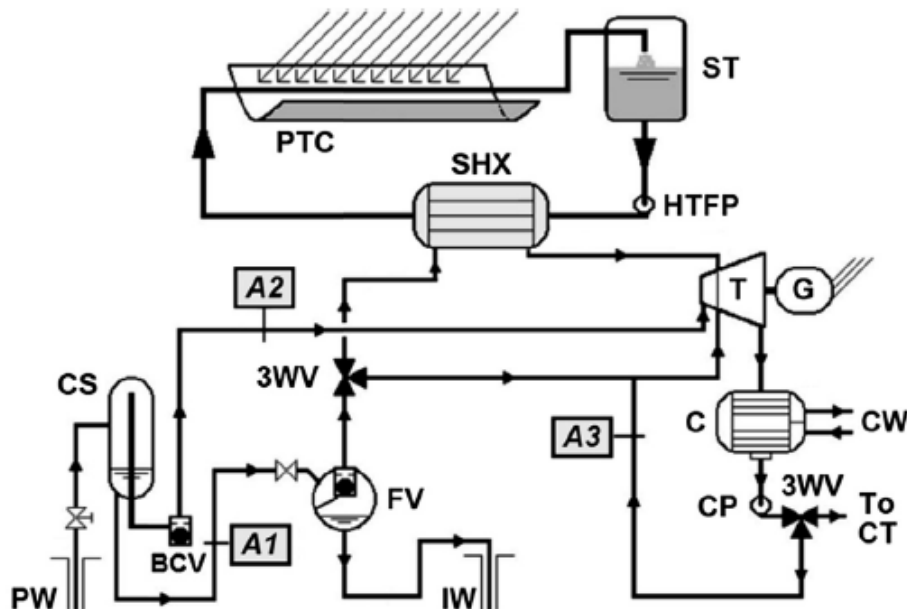 ST
PTC
SHX
HTFP
A2
T
G
3WV
CS
C
CW
A3
FV
CP
3WV
To
CT
BCV
A1
PW
IW